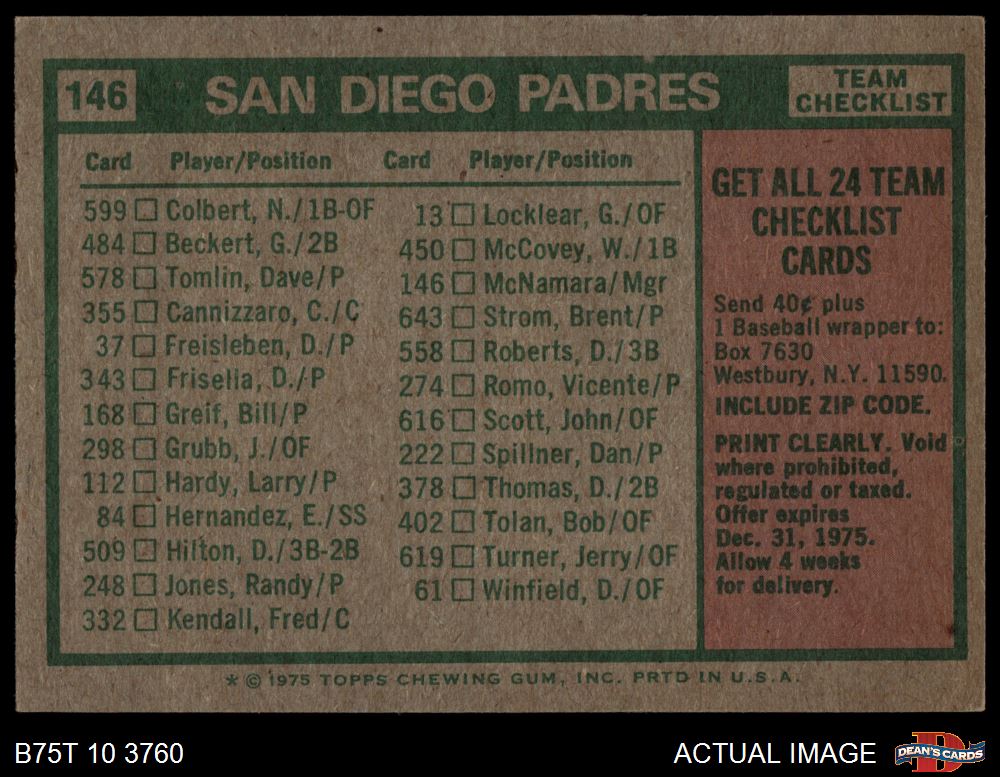 146 SAN DIEGO PADRES
TEAM
CHECKLIST
Card Player/Position Card Player/Position
599 □ Colbert, N./1B-OF
484 □ Beckert, G./2B
578 □ Tomlin, Dave/P
355 □ Cannizzaro, C./C
37 □ Freisleben, D./P
343 □ Frisella, D./P
168 □ Greif, Bill/P
298 □ Grubb, J./OF
112 □ Hardy, Larry/P
84 □ Hernandez, E./SS
509 □ Hilton, D./3B-2B
248 □ Jones, Randy/P
332 □ Kendall, Fred/C
13 □ Locklear, G./OF
450 □ McCovey, W./1B
146 □ McNamara/Mgr
643 □ Strom, Brent/P
558 □ Roberts, D./3B
274 □ Romo, Vicente/P
616 □ Scott, John/OF
222 □ Spillner, Dan/P
378 □ Thomas, D./2B
402 □ Tolan, Bob/OF
619 □ Turner, Jerry/OF
61 □ Winfield, D./OF
GET ALL 24 TEAM
CHECKLIST
CARDS
Send 40¢ plus
1 Baseball wrapper to:
Box 7630
Westbury, N.Y. 11590.
INCLUDE ZIP CODE.
PRINT CLEARLY. Void
where prohibited,
regulated or taxed.
Offer expires
Dec. 31, 1975.
Allow 4 weeks
for delivery.
* © 1975 TOPPS CHEWING GUM, INC. PRTD IN U.S.A.
B75T 10 3760
ACTUAL IMAGE
D
DEAN'S CARDS